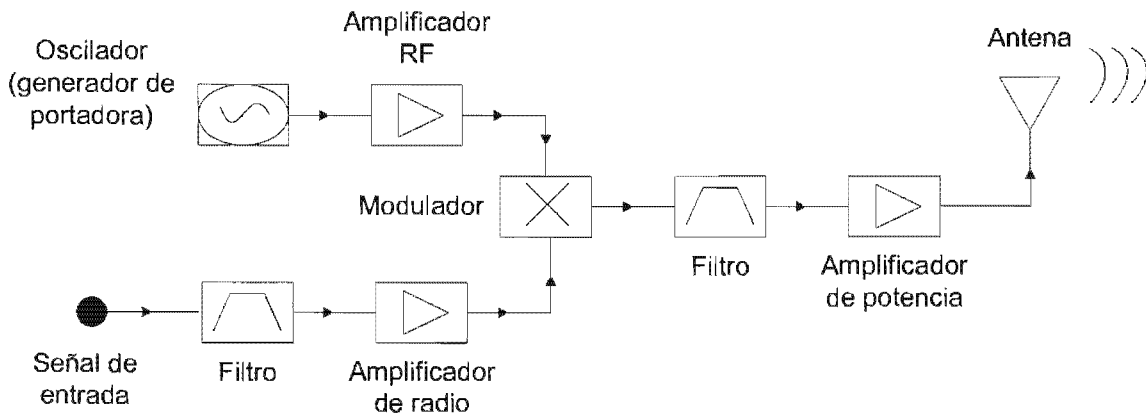 Oscilador
(generador de
portadora)
Amplificador
RF
Antena
Modulador
Filtro
Amplificador
de potencia
Señal de
entrada
Filtro
Amplificador
de radio